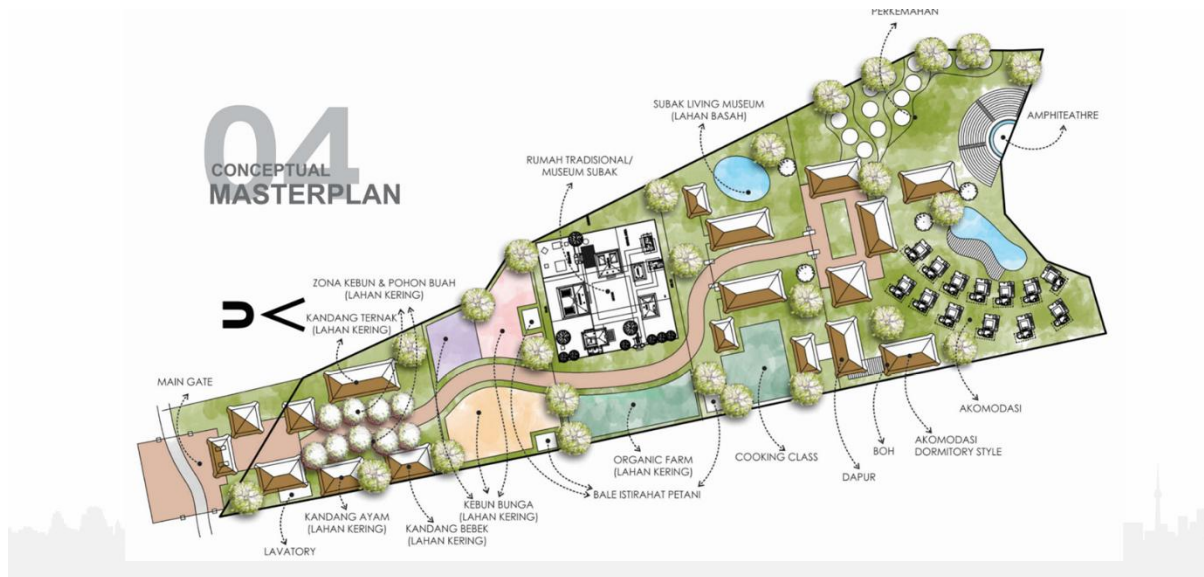 04
CONCEPTUAL
MASTERPLAN
PERKEMAHAN
SUBAK LIVING MUSEUM
(LAHAN BASAH)
AMPHITEATHRE
RUMAH TRADISIONAL/
MUSEUM SUBAK
ZONA KEBUN & POHON BUAH
(LAHAN KERING)
KANDANG TERNAK
(LAHAN KERING)
MAIN GATE
U
AKOMODASI
AKOMODASI
DORMITORY STYLE
BOH
DAPUR
COOKING CLASS
ORGANIC FARM
(LAHAN KERING)
BALE ISTIRAHAT PETANI
KEBUN BUNGA
(LAHAN KERING)
KANDANG BEBEK
(LAHAN KERING)
KANDANG AYAM
(LAHAN KERING)
LAVATORY